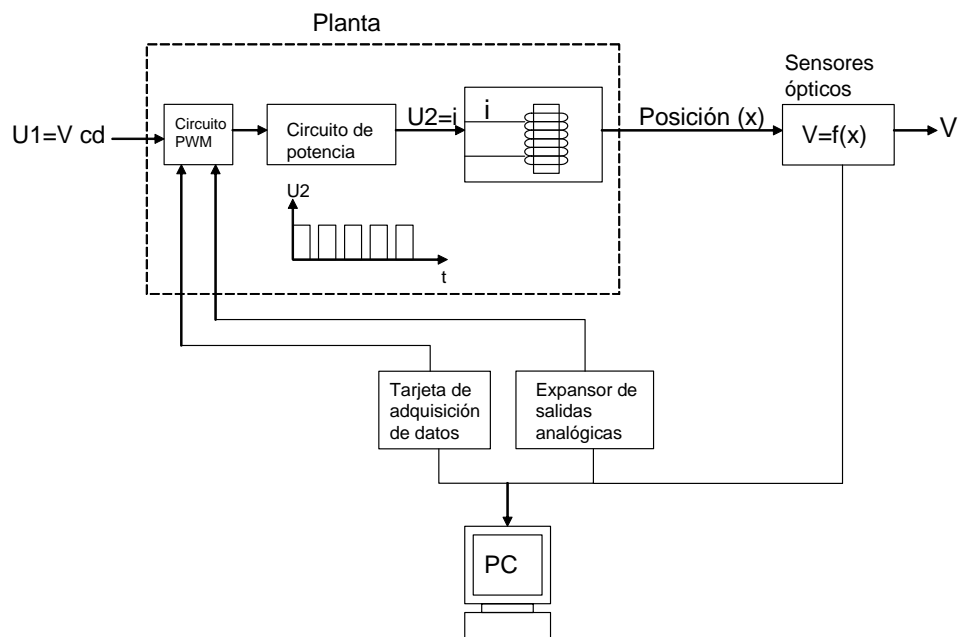 Planta
Sensores
ópticos
U1=V cd
Circuito
PWM
Circuito de
potencia
U2=i
i
Posición (x)
V=f(x)
V
U2
t
Tarjeta de
adquisición
de datos
Expansor de
salidas
analógicas
PC